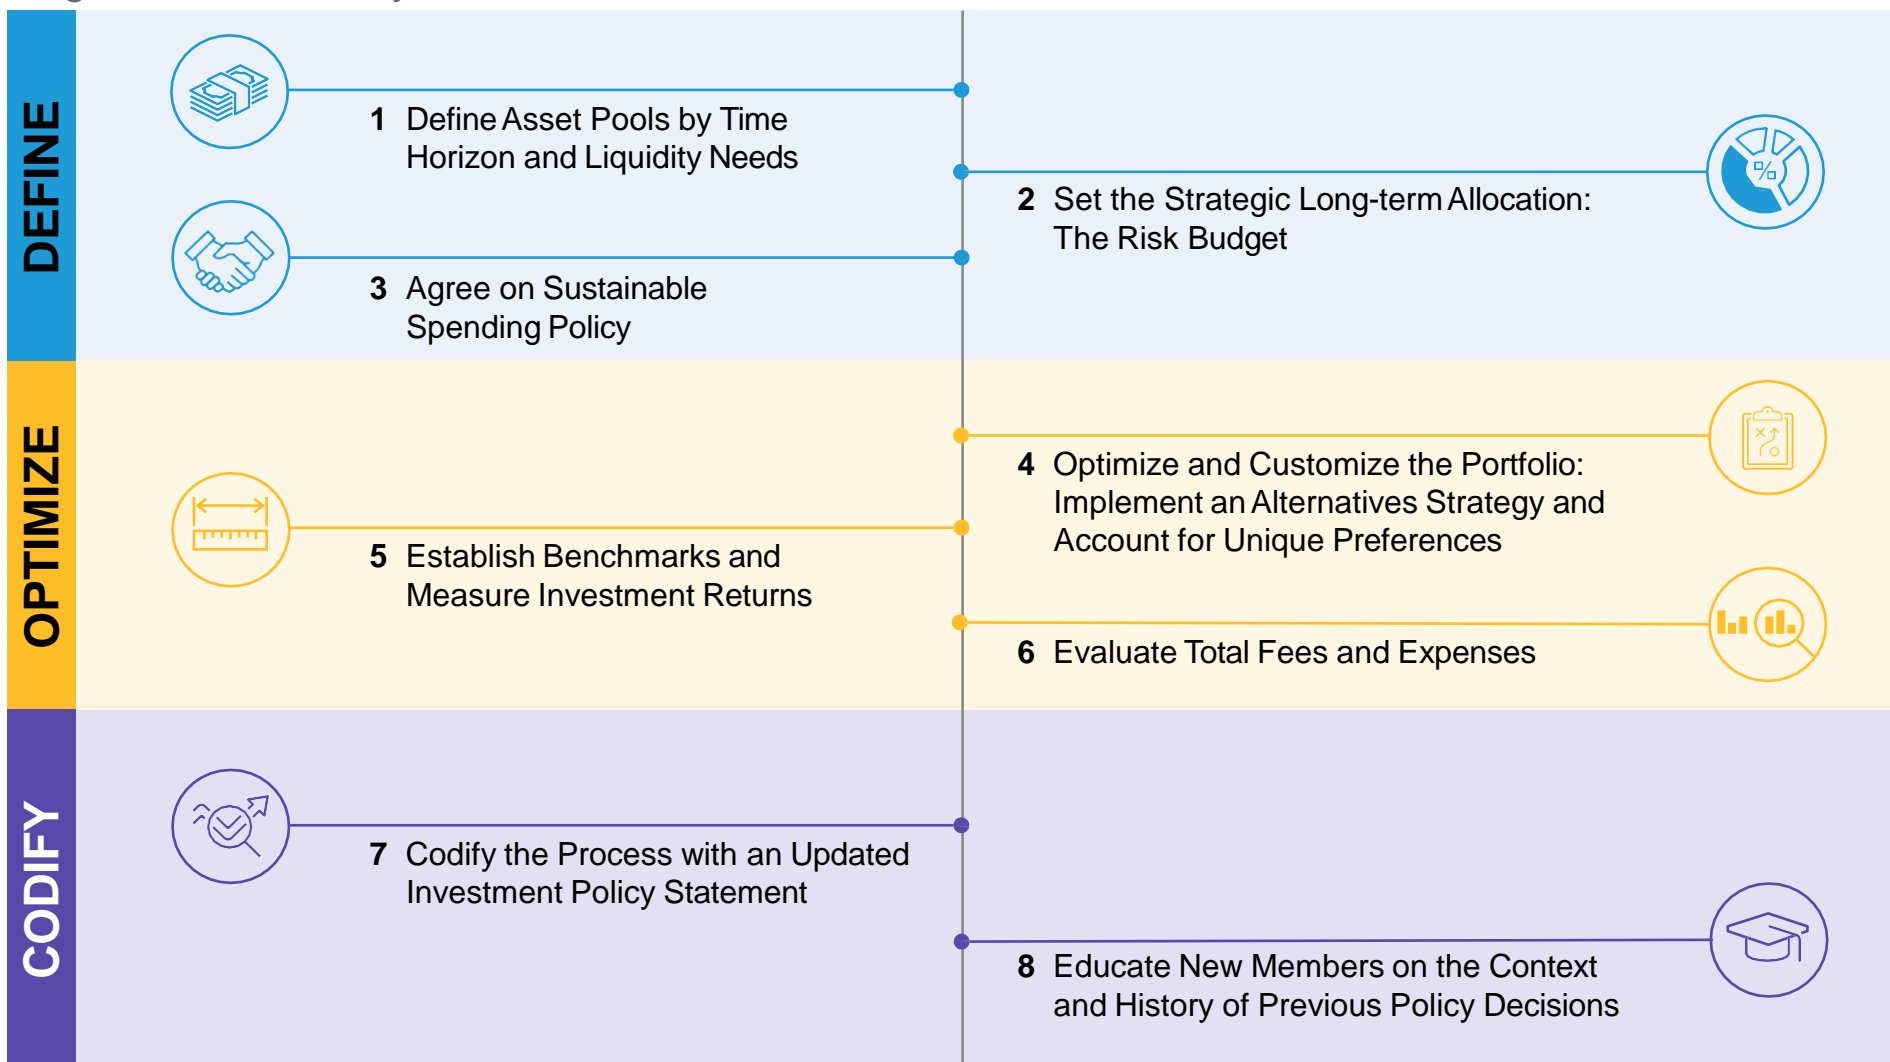 DEFINE
1 Define Asset Pools by Time
Horizon and Liquidity Needs
2 Set the Strategic Long-term Allocation:
The Risk Budget
%
3 Agree on Sustainable
Spending Policy
OPTIMIZE
4 Optimize and Customize the Portfolio:
Implement an Alternatives Strategy and
Account for Unique Preferences
5 Establish Benchmarks and
Measure Investment Returns
6 Evaluate Total Fees and Expenses
CODIFY
7 Codify the Process with an Updated
Investment Policy Statement
8 Educate New Members on the Context
and History of Previous Policy Decisions